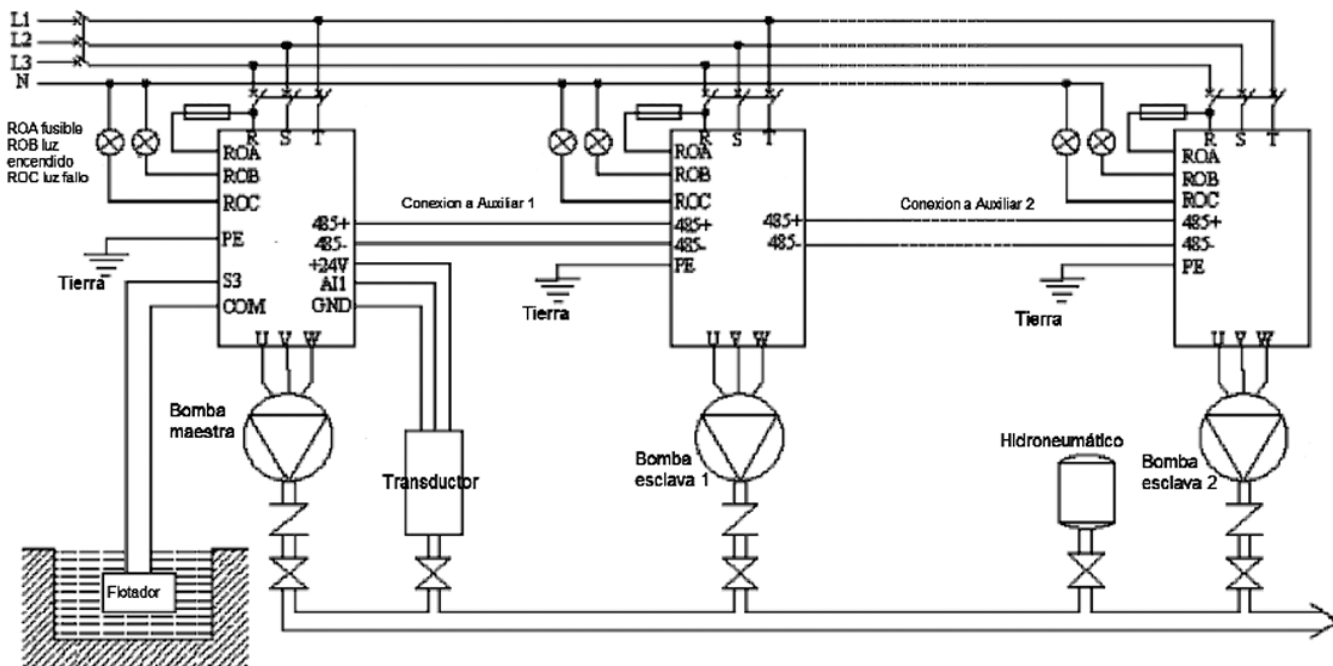 L1
L2
L3
N
ROA fusible
ROB luz
encendido
ROC luz fallo
R S T
ROA
ROB
ROC
485+
485-
PE
+24V
S3
AI1
COM
GND
U V W
Tierra
Conexion a Auxiliar 1
R S T
ROA
ROB
ROC
485+
485+
485-
485-
PE
U V W
Tierra
Conexion a Auxiliar 2
R S T
ROA
ROB
ROC
485+
485-
PE
U V W
Tierra
Bomba
maestra
Transductor
Bomba
esclava 1
Hidroneumático
Bomba
esclava 2
Flotador